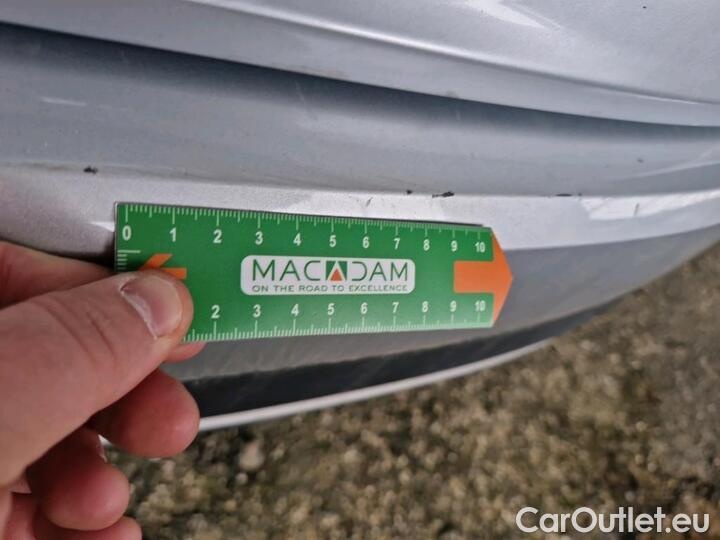 0 1 2 3 4 5 6 7 8 9 10
MACADAM
ON THE ROAD TO EXCELLENCE
2 3 4 5 6 7 8 9 10
CarOutlet.eu